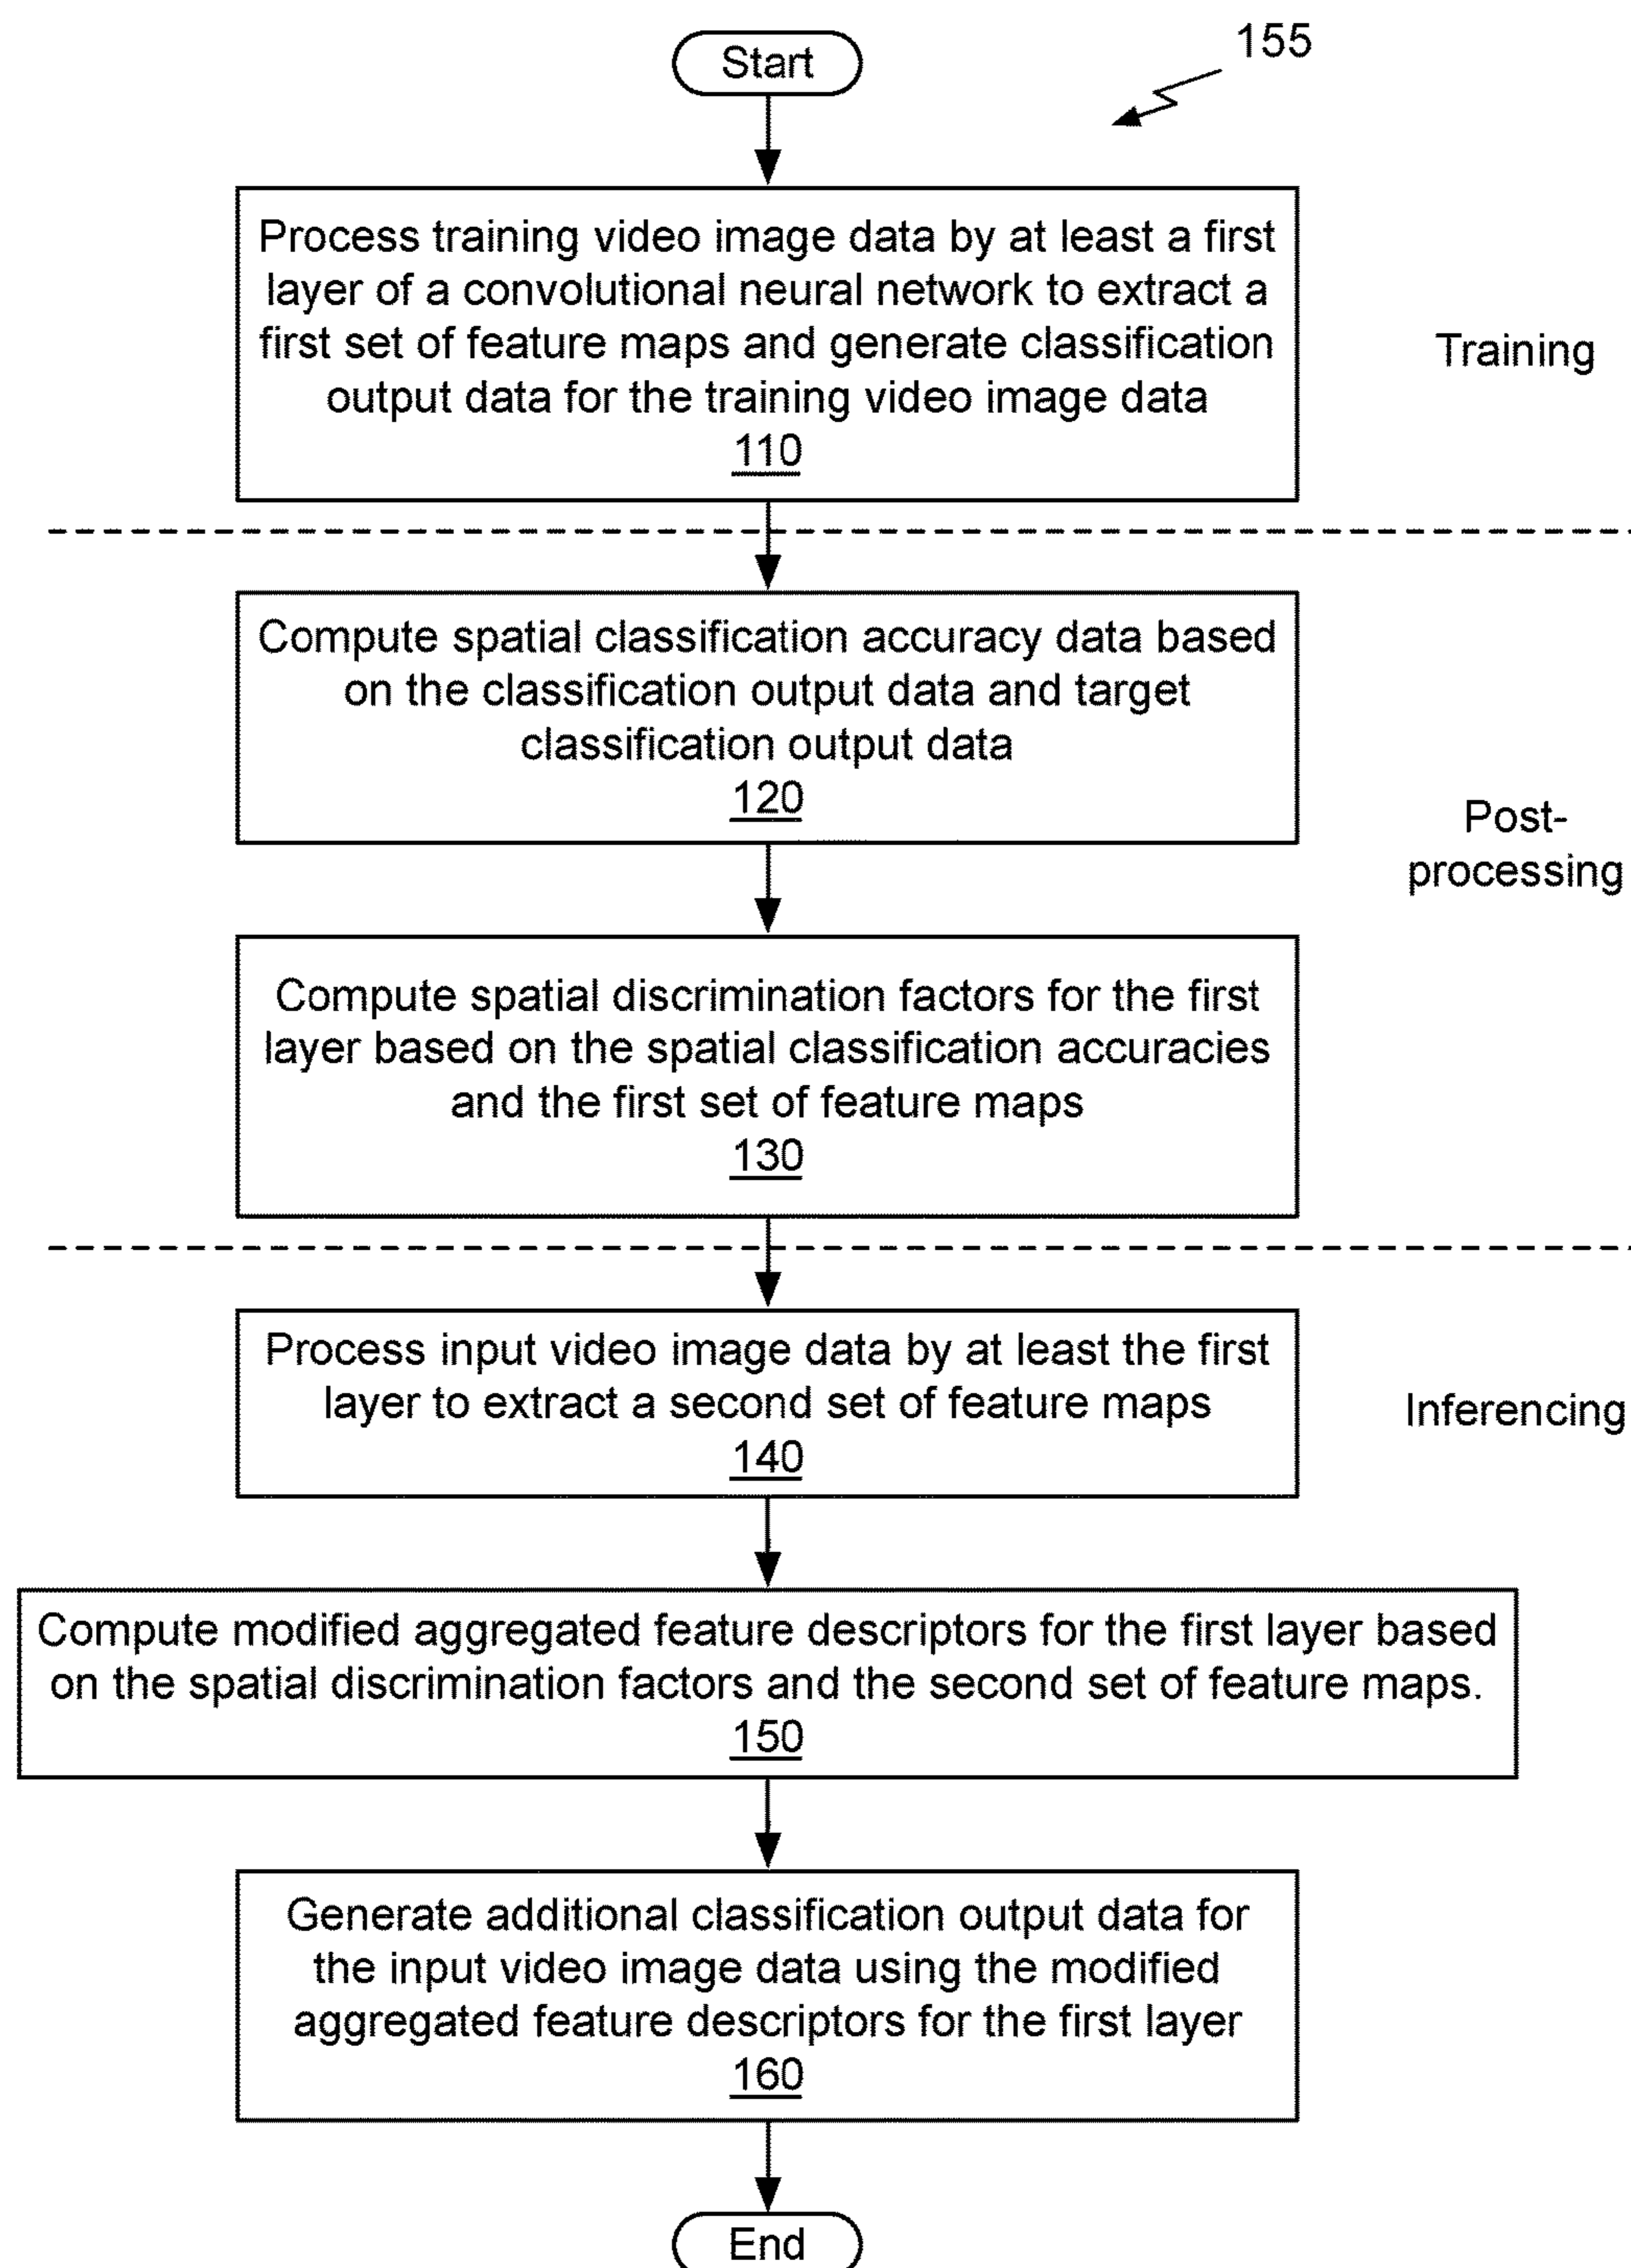 155
Start
Process training video image data by at least a first
layer of a convolutional neural network to extract a
first set of feature maps and generate classification
output data for the training video image data
110
Training
Compute spatial classification accuracy data based
on the classification output data and target
classification output data
120
Post-
processing
Compute spatial discrimination factors for the first
layer based on the spatial classification accuracies
and the first set of feature maps
130
Process input video image data by at least the first
layer to extract a second set of feature maps
140
Inferencing
Compute modified aggregated feature descriptors for the first layer based
on the spatial discrimination factors and the second set of feature maps.
150
Generate additional classification output data for
the input video image data using the modified
aggregated feature descriptors for the first layer
160
End